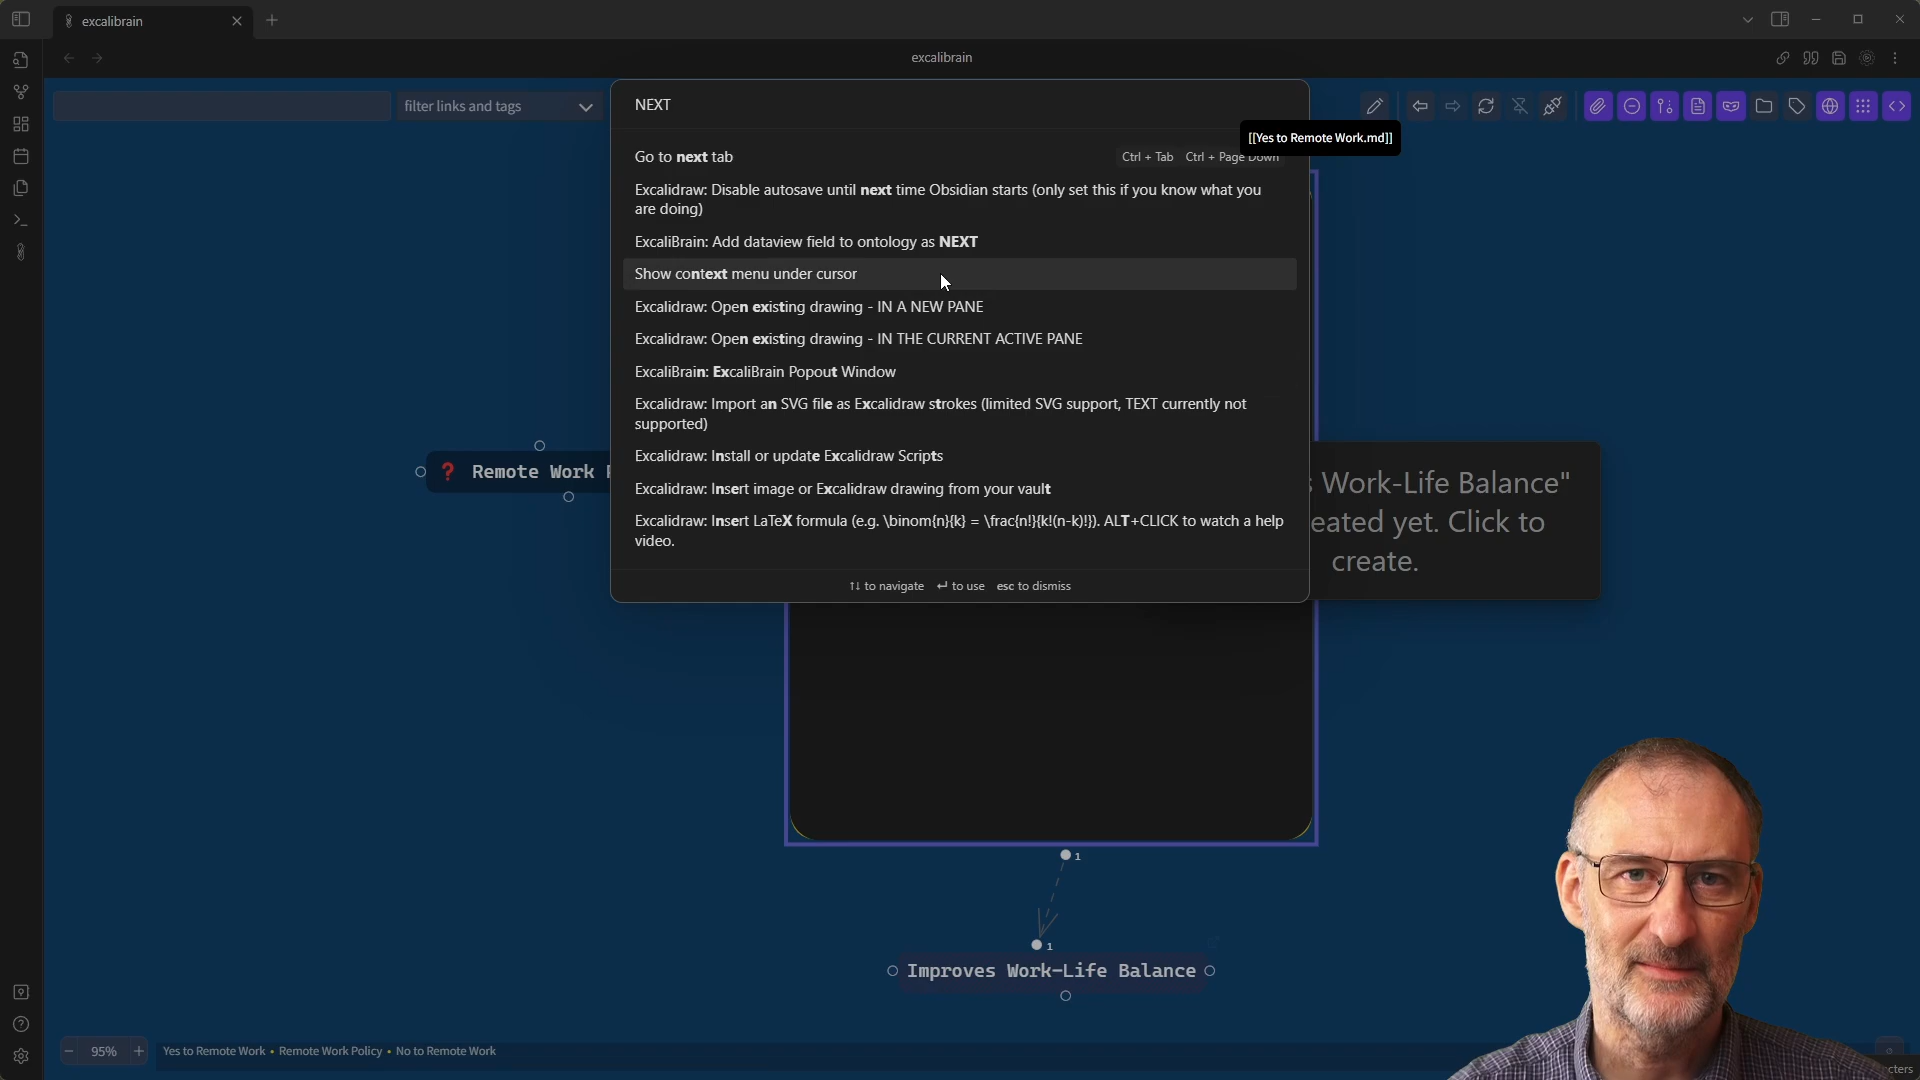 excalibrain
excalibrain
filter links and tags
NEXT
[[Yes to Remote Work.md]]
Go to next tab
Ctrl + Tab Ctrl + Page Down
Excalidraw: Disable autosave until next time Obsidian starts (only set this if you know what you
are doing)
ExcaliBrain: Add dataview field to ontology as NEXT
Show context menu under cursor
Excalidraw: Open existing drawing - IN A NEW PANE
Excalidraw: Open existing drawing - IN THE CURRENT ACTIVE PANE
ExcaliBrain: ExcaliBrain Popout Window
Excalidraw: Import an SVG file as Excalidraw strokes (limited SVG support, TEXT currently not
supported)
Excalidraw: Install or update Excalidraw Scripts
Excalidraw: Insert image or Excalidraw drawing from your vault
Excalidraw: Insert LaTeX formula (e.g. \binom{n}{k} = \frac{n!}{k!(n-k)!}). ALT+CLICK to watch a help
video.
↑↓ to navigate ↵ to use esc to dismiss
❓ Remote Work
Work-Life Balance"
eated yet. Click to
create.
1
1
Improves Work-Life Balance
95%
Yes to Remote Work • Remote Work Policy • No to Remote Work
cters